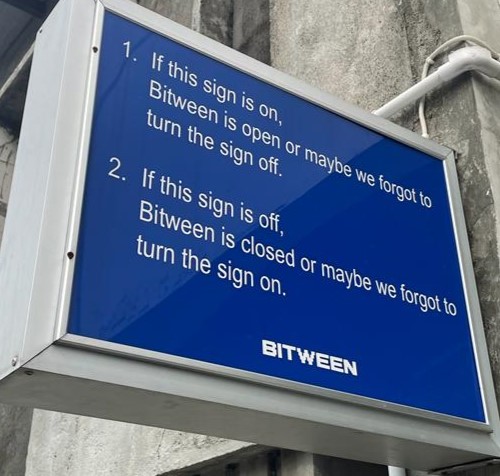 1. If this sign is on,
Bitween is open or maybe we forgot to
turn the sign off.
2. If this sign is off,
Bitween is closed or maybe we forgot to
turn the sign on.
BITWEEN